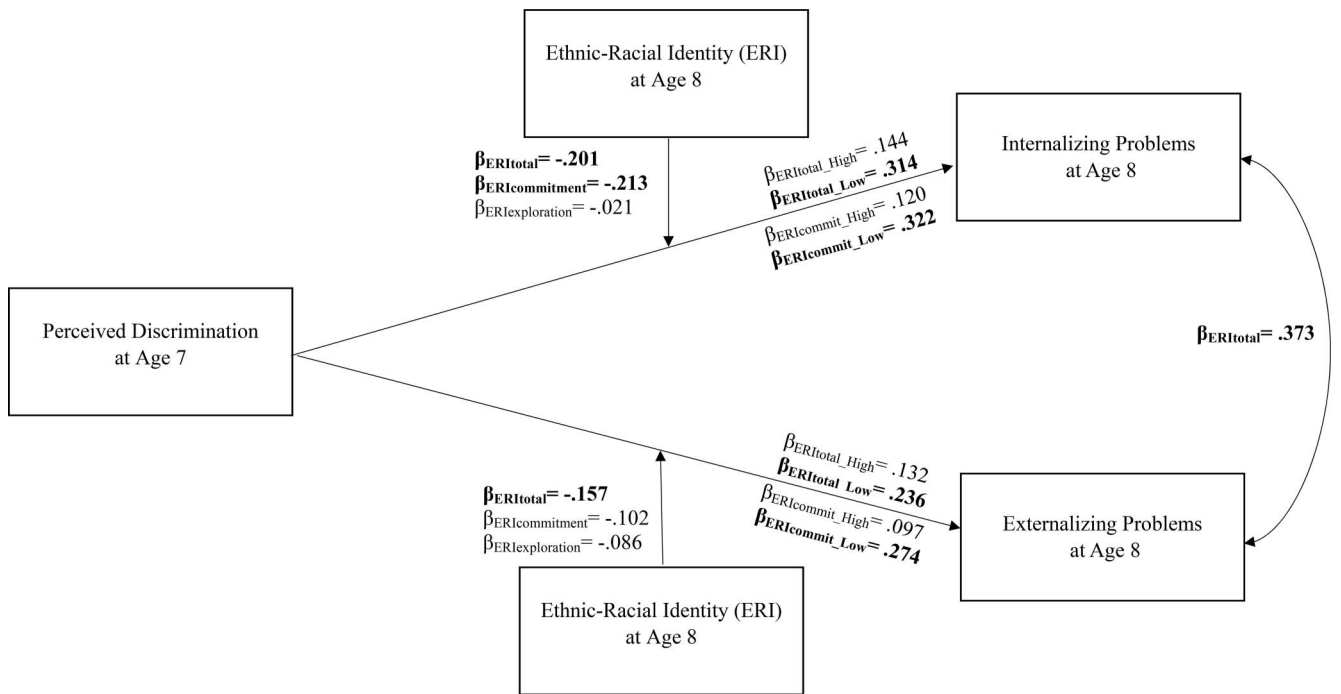 Ethnic-Racial Identity (ERI)
at Age 8
βERItotal= -.201
βERIcommitment= -.213
βERIexploration= -.021
βERItotal_High= .144
βERItotal_Low= .314
βERIcommit_High= .120
βERIcommit_Low= .322
Internalizing Problems
at Age 8
Perceived Discrimination
at Age 7
βERItotal= .373
βERItotal= -.157
βERIcommitment= -.102
βERIexploration= -.086
βERItotal_High= .132
βERItotal_Low= .236
βERIcommit_High= .097
βERIcommit_Low= .274
Externalizing Problems
at Age 8
Ethnic-Racial Identity (ERI)
at Age 8